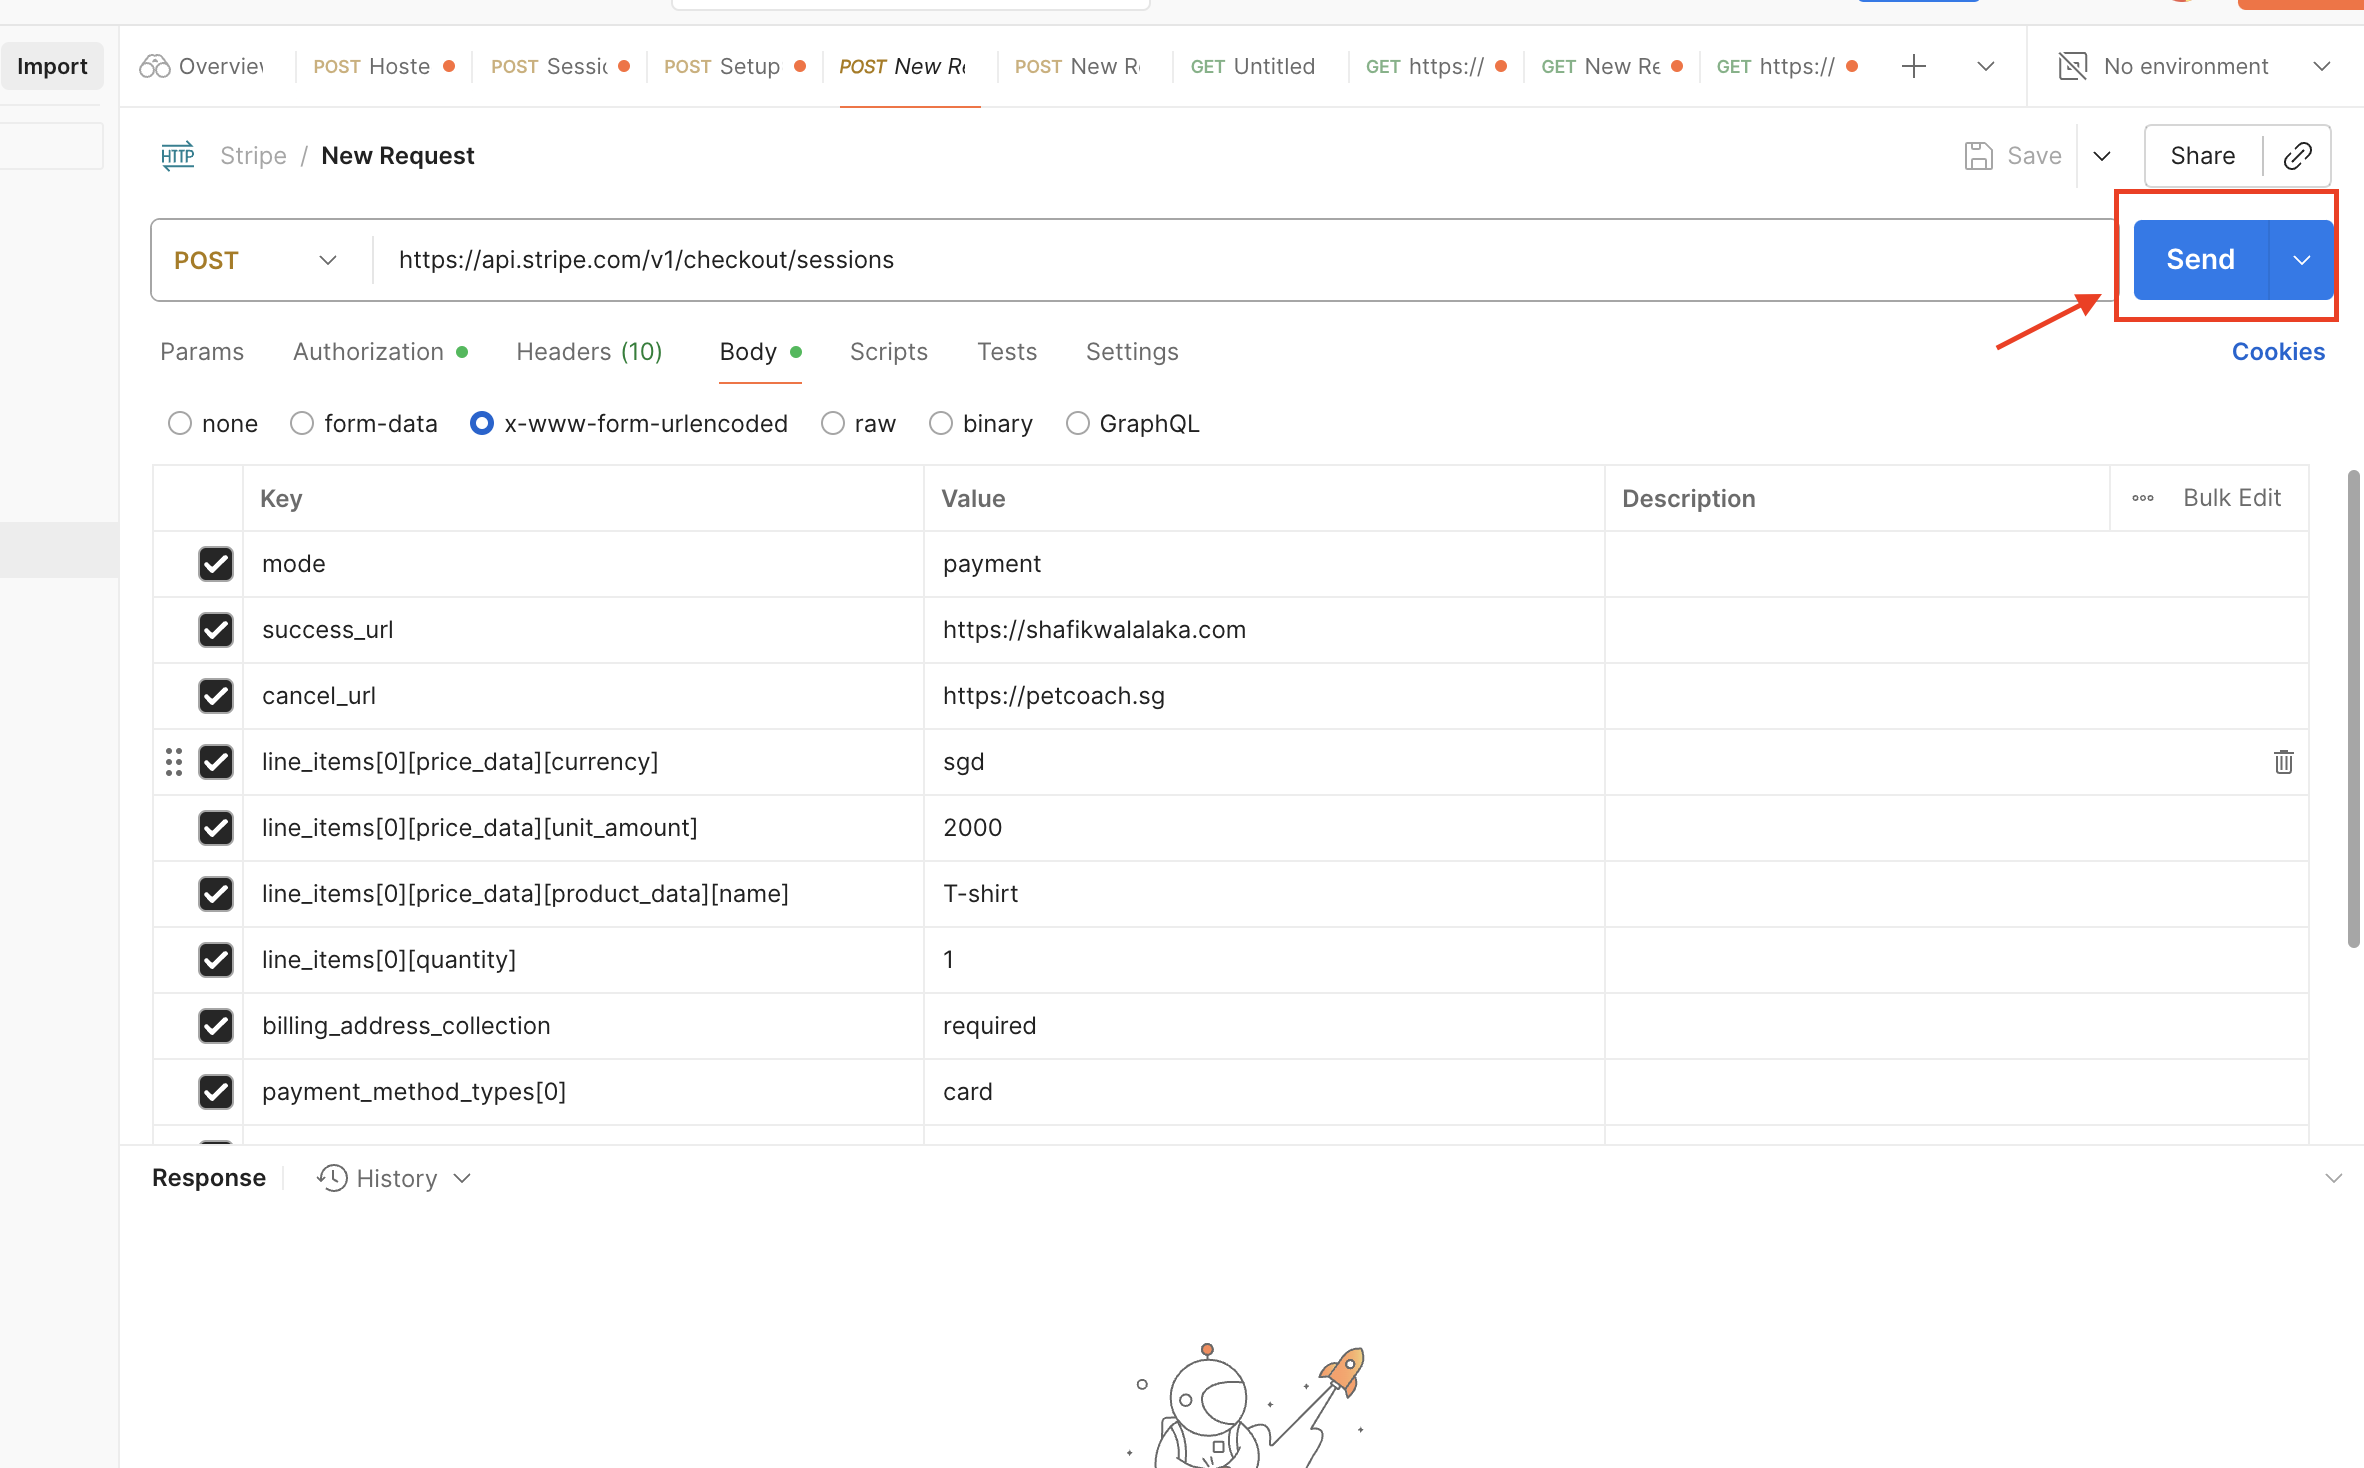 Import
Overview POST Hoste POST Sessic POST Setup POST New Re POST New R GET Untitled GET https:// GET New Re GET https:// No environment
HTTP Stripe / New Request Save Share
POST https://api.stripe.com/v1/checkout/sessions Send
Params Authorization Headers (10) Body Scripts Tests Settings Cookies
none form-data x-www-form-urlencoded raw binary GraphQL
Key Value Description Bulk Edit
mode payment
success_url https://shafikwalalaka.com
cancel_url https://petcoach.sg
line_items[0][price_data][currency] sgd
line_items[0][price_data][unit_amount] 2000
line_items[0][price_data][product_data][name] T-shirt
line_items[0][quantity] 1
billing_address_collection required
payment_method_types[0] card
Response History